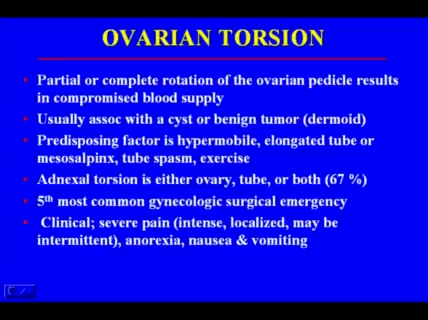 OVARIAN TORSION
Partial or complete rotation of the ovarian pedicle results
in compromised blood supply
Usually assoc with a cyst or benign tumor (dermoid)
Predisposing factor is hypermobile, elongated tube or
mesosalpinx, tube spasm, exercise
Adnexal torsion is either ovary, tube, or both (67 %)
5th most common gynecologic surgical emergency
Clinical; severe pain (intense, localized, may be
intermittent), anorexia, nausea & vomiting